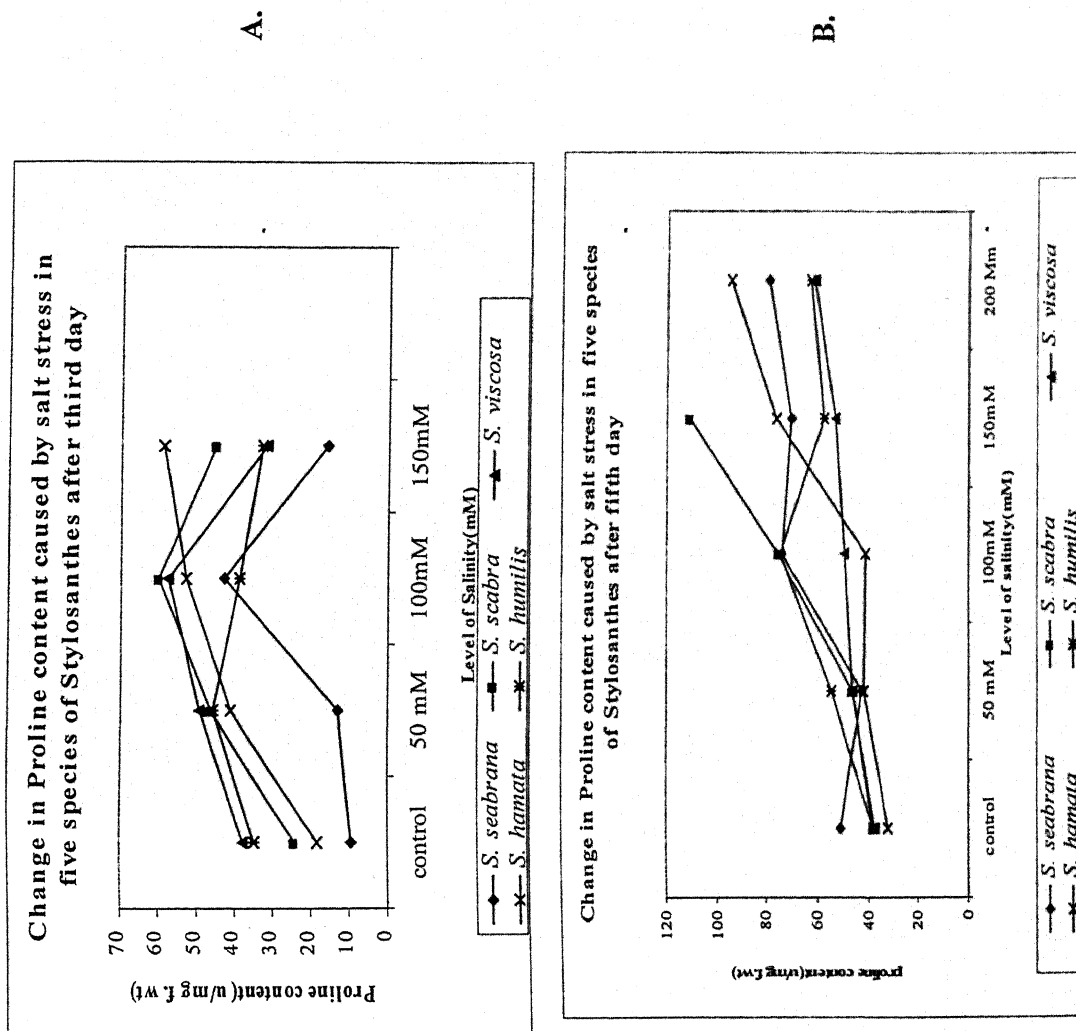 A.
Change in Proline content caused by salt stress in
five species of Stylosanthes after third day
Proline content(u/mg f. wt)
70
60
50
40
30
20
10
0
control
50 mM
100mM
150mM
Level of Salinity(mM)
S. seabrana
S. scabra
S. viscosa
S. hamata
S. humilis
B.
Change in Proline content caused by salt stress in five species
of Stylosanthes after fifth day
proline content(u/mg f.wt)
100
80
60
40
20
0
control
50 mM
100mM
150mM
200 Mm
Level of salinity(mM)
S. seabrana
S. scabra
S. viscosa
S. hamata
S. humilis